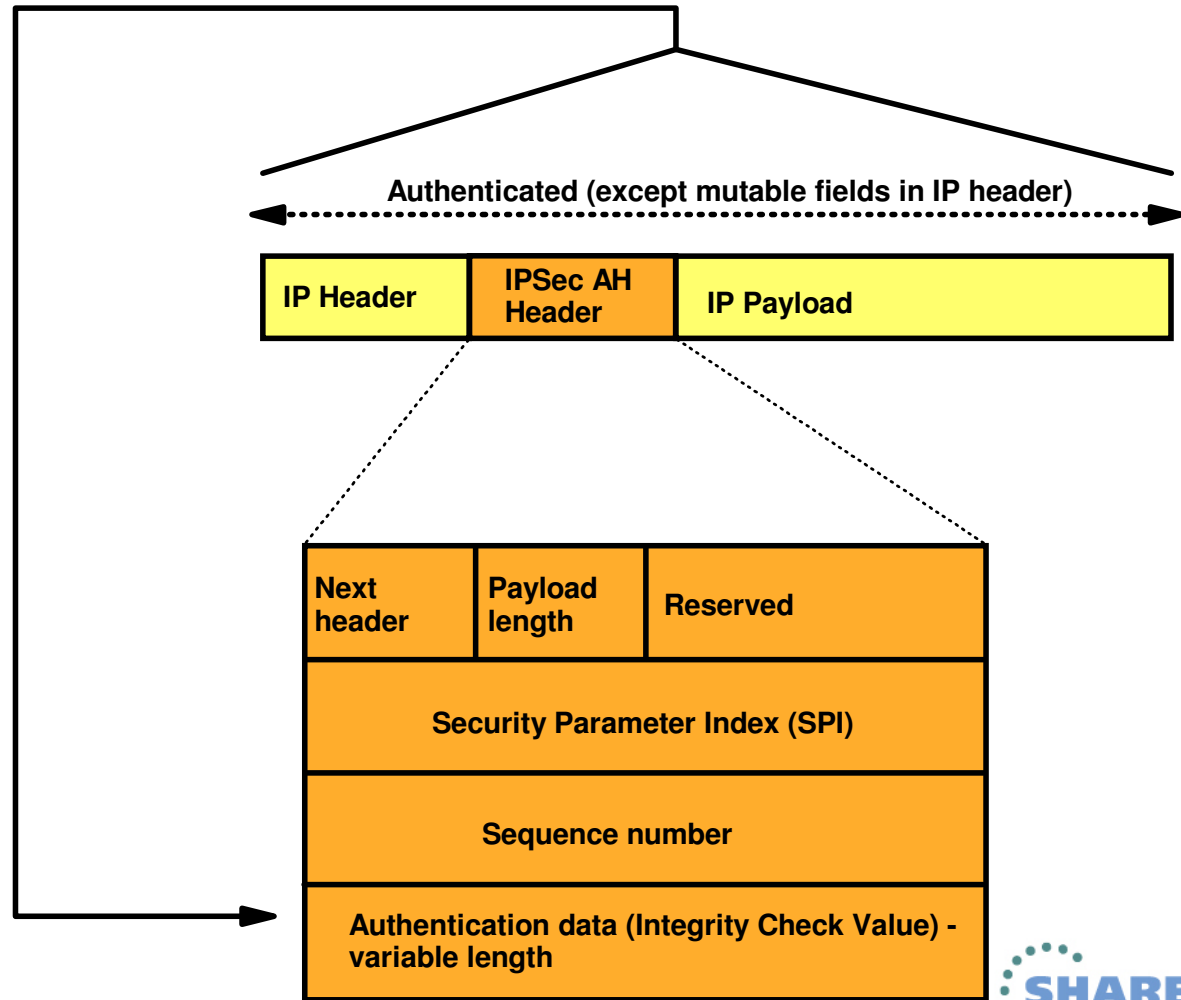 Authenticated (except mutable fields in IP header)
IP Header
IPSec AH
Header
IP Payload
Next
header
Payload
length
Reserved
Security Parameter Index (SPI)
Sequence number
Authentication data (Integrity Check Value) -
variable length
SHARE